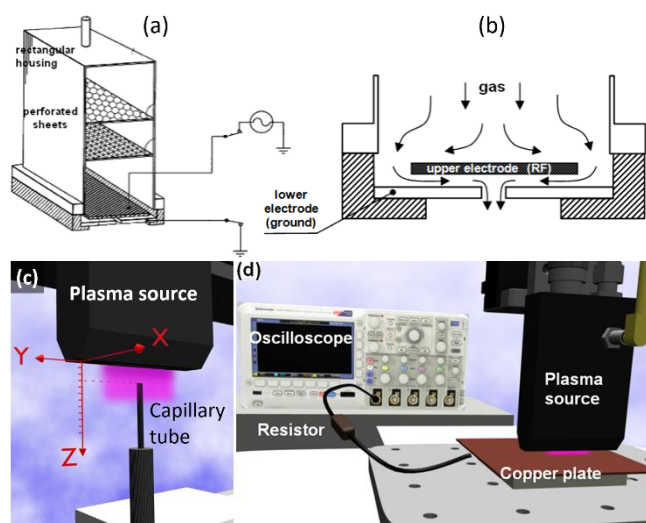 (a)
rectangular
housing
perforated
sheets
(b)
gas
upper electrode (RF)
lower
electrode
(ground)
(c)
Plasma source
X
Y
Z
Capillary
tube
(d)
Oscilloscope
Resistor
Plasma
source
Copper plate